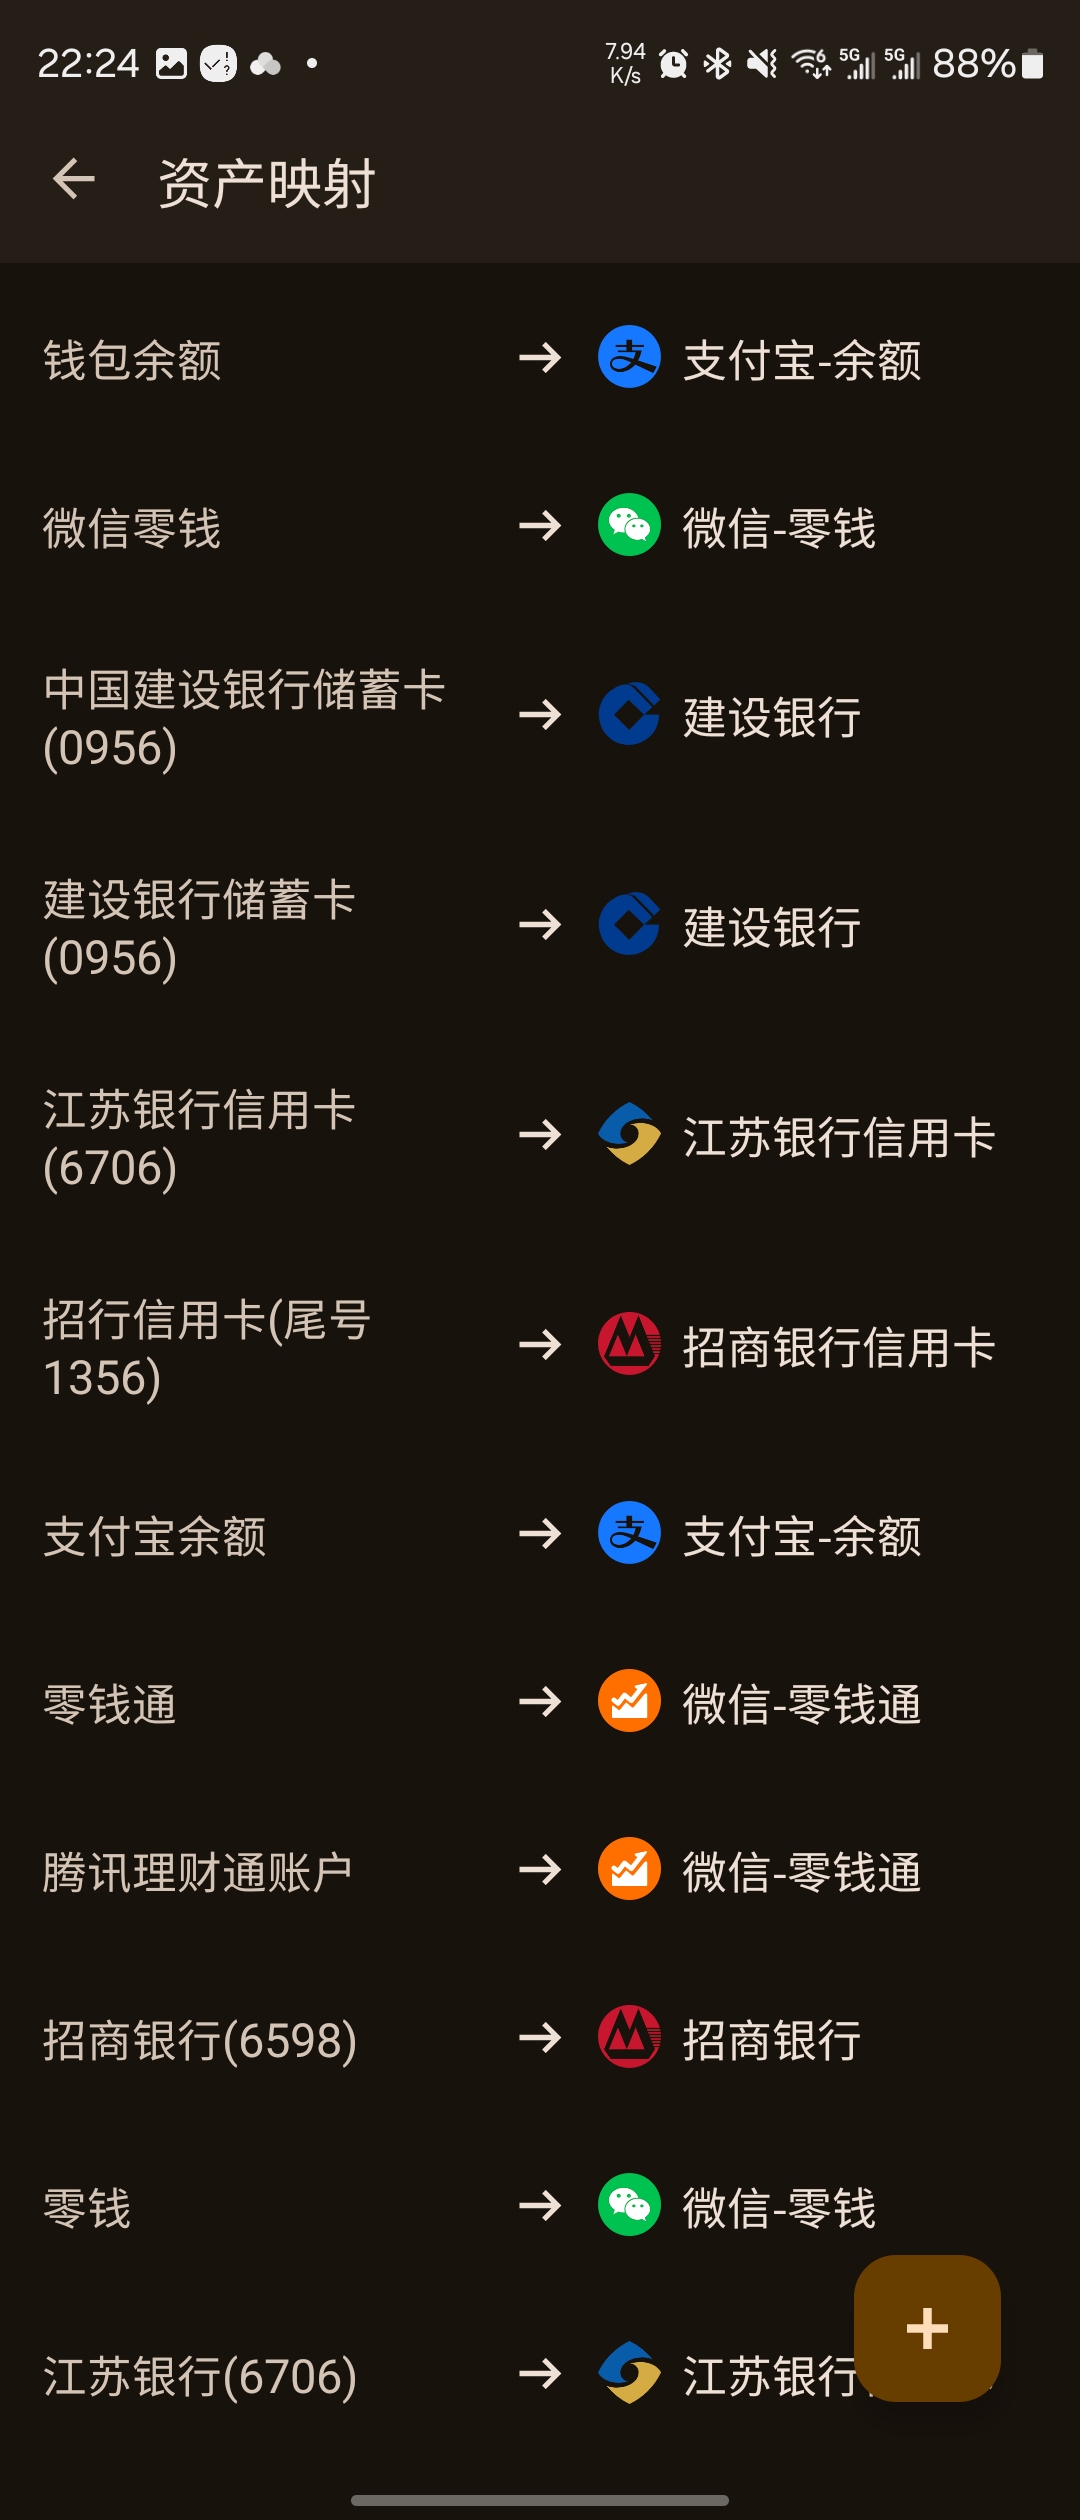 22:24
7.94
K/s
6
5G
5G
88%
资产映射
钱包余额
支付宝-余额
微信零钱
微信-零钱
中国建设银行储蓄卡
(0956)
建设银行
建设银行储蓄卡
(0956)
建设银行
江苏银行信用卡
(6706)
江苏银行信用卡
招行信用卡(尾号
1356)
招商银行信用卡
支付宝余额
支付宝-余额
零钱通
微信-零钱通
腾讯理财通账户
微信-零钱通
招商银行(6598)
招商银行
零钱
微信-零钱
江苏银行(6706)
江苏银行